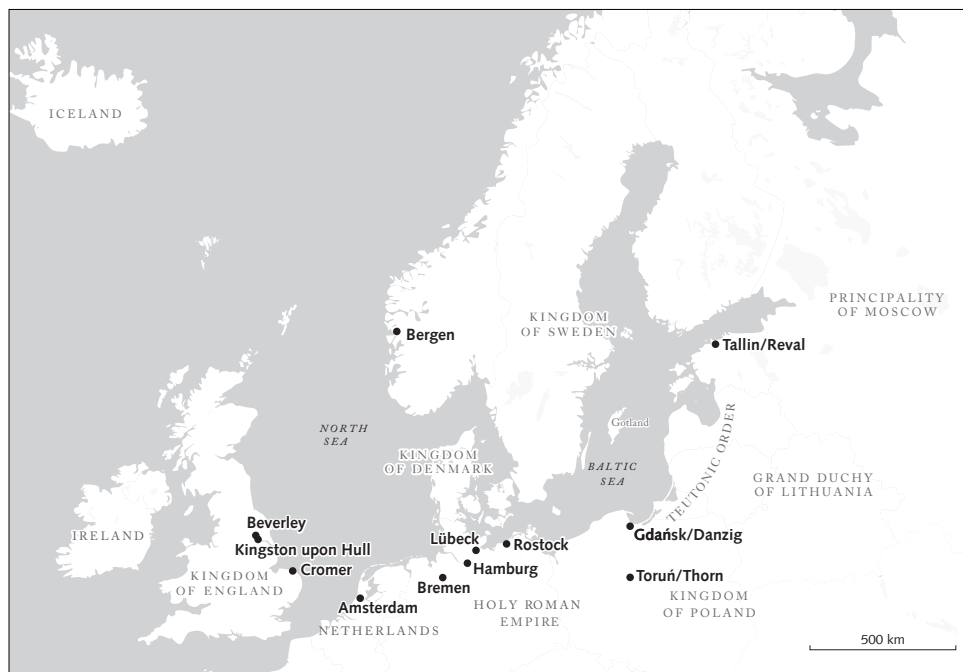 ICELAND
PRINCIPALITY
OF MOSCOW
KINGDOM
OF SWEDEN
Bergen
Tallin/Reval
NORTH
SEA
Gotland
KINGDOM
OF DENMARK
BALTIC
SEA
TEUTONIC ORDER
GRAND DUCHY
OF LITHUANIA
IRELAND
Beverley
Kingston upon Hull
Cromer
KINGDOM
OF ENGLAND
Lübeck
Rostock
Hamburg
Bremen
Amsterdam
NETHERLANDS
HOLY ROMAN
EMPIRE
Gdańsk/Danzig
Toruń/Thorn
KINGDOM
OF POLAND
500 km